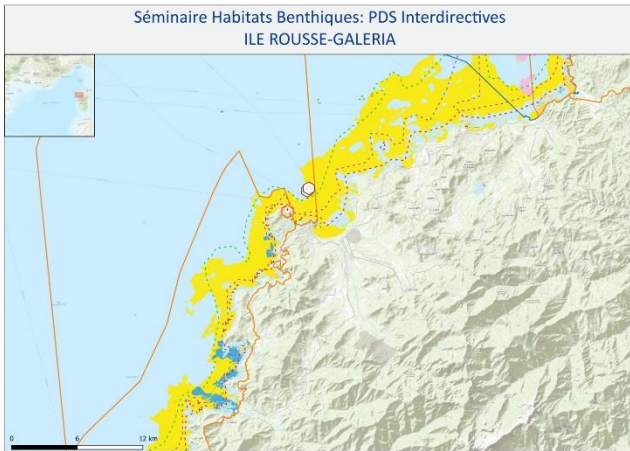 Séminaire Habitats Benthiques: PDS Interdirectives
ILE ROUSSE-GALERIA
0 6 12 km